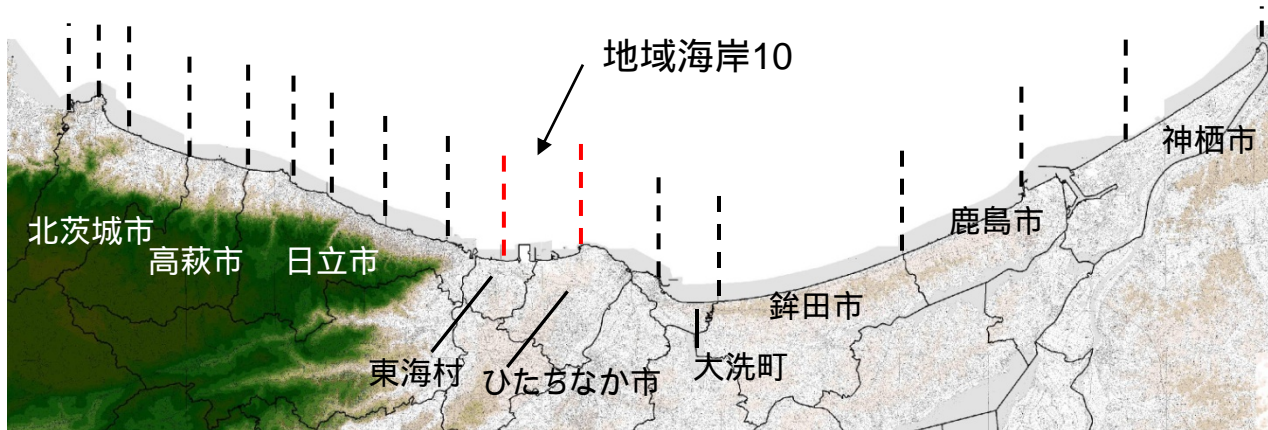 地域海岸10
神栖市
鹿島市
北茨城市
高萩市
日立市
鉾田市
東海村
ひたちなか市
大洗町